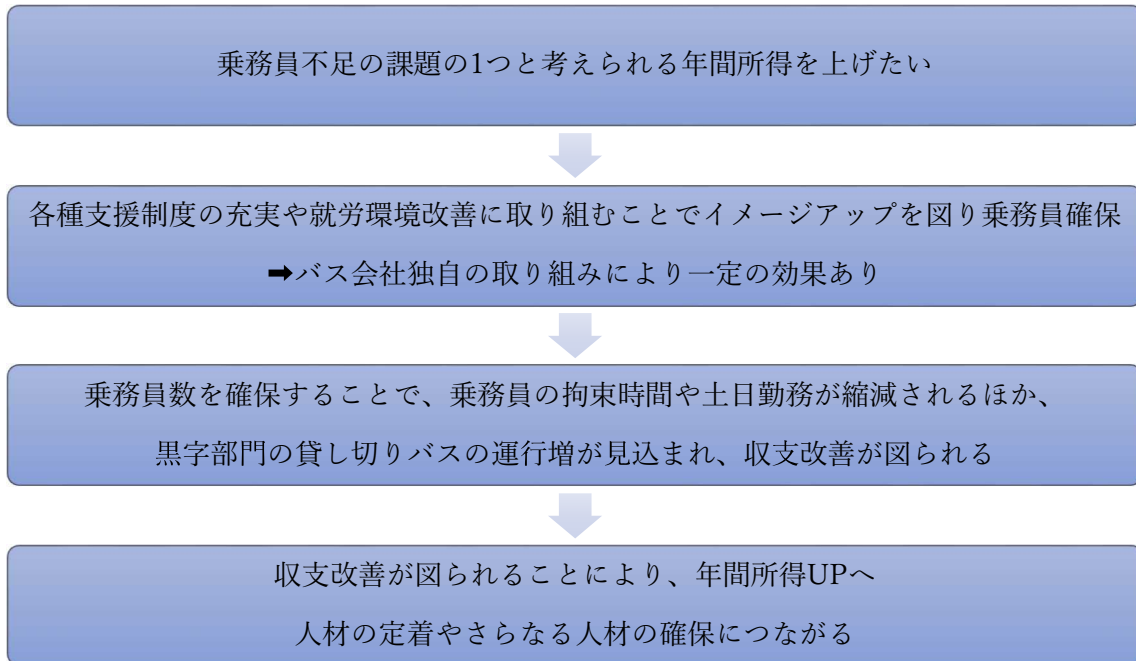 乗務員不足の課題の1つと考えられる年間所得を上げたい
各種支援制度の充実や就労環境改善に取り組むことでイメージアップを図り乗務員確保
➡バス会社独自の取り組みにより一定の効果あり
乗務員数を確保することで、乗務員の拘束時間や土日勤務が縮減されるほか、
黒字部門の貸し切りバスの運行増が見込まれ、収支改善が図られる
収支改善が図られることにより、年間所得UPへ
人材の定着やさらなる人材の確保につながる